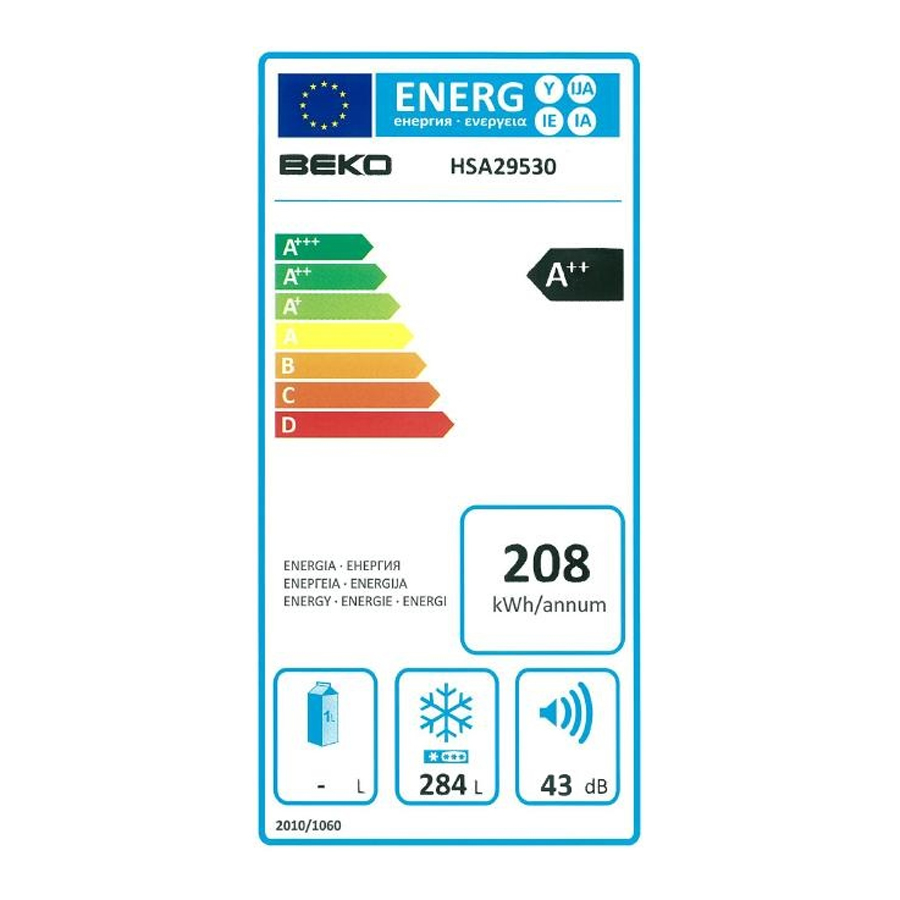 ENERG Y IJA
енергия · ενεργεια IE IA
BEKO HSA29530
A+++
A++
A++
A+
A
B
C
D
208
kWh/annum
ENERGIA · ЕНЕРГИЯ
ΕΝΕΡΓΕΙΑ · ENERGIJA
ENERGY · ENERGIE · ENERGI
1L
- L
284 L
43 dB
2010/1060